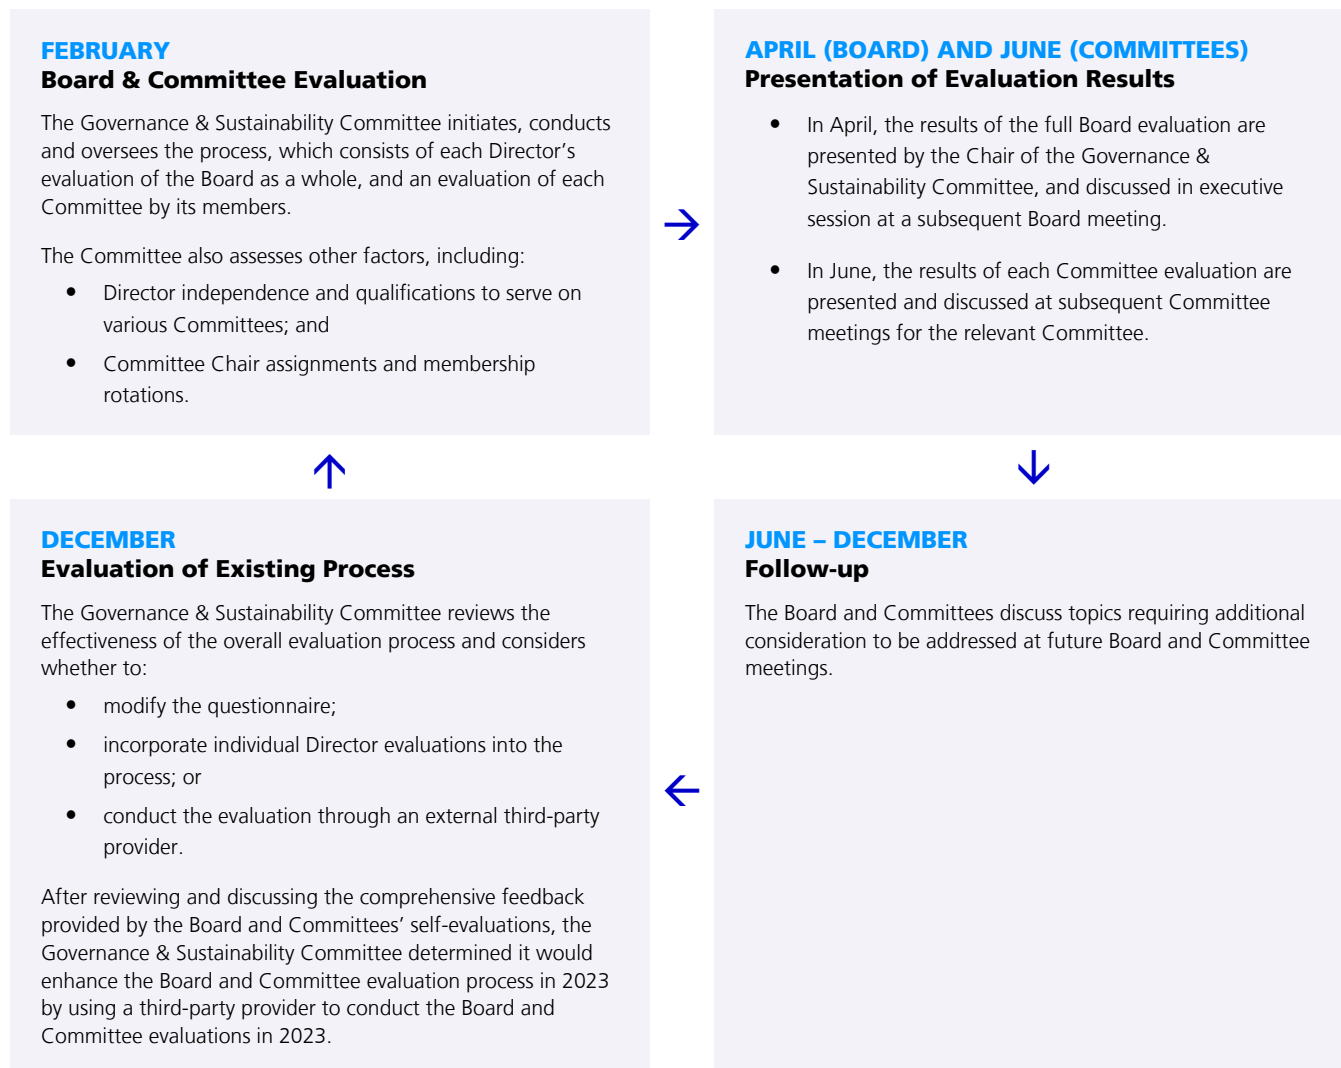 FEBRUARY
Board & Committee Evaluation
The Governance & Sustainability Committee initiates, conducts
and oversees the process, which consists of each Director’s
evaluation of the Board as a whole, and an evaluation of each
Committee by its members.
The Committee also assesses other factors, including:
• Director independence and qualifications to serve on
various Committees; and
• Committee Chair assignments and membership
rotations.
APRIL (BOARD) AND JUNE (COMMITTEES)
Presentation of Evaluation Results
• In April, the results of the full Board evaluation are
presented by the Chair of the Governance &
Sustainability Committee, and discussed in executive
session at a subsequent Board meeting.
• In June, the results of each Committee evaluation are
presented and discussed at subsequent Committee
meetings for the relevant Committee.
JUNE – DECEMBER
Follow-up
The Board and Committees discuss topics requiring additional
consideration to be addressed at future Board and Committee
meetings.
DECEMBER
Evaluation of Existing Process
The Governance & Sustainability Committee reviews the
effectiveness of the overall evaluation process and considers
whether to:
• modify the questionnaire;
• incorporate individual Director evaluations into the
process; or
• conduct the evaluation through an external third-party
provider.
After reviewing and discussing the comprehensive feedback
provided by the Board and Committees’ self-evaluations, the
Governance & Sustainability Committee determined it would
enhance the Board and Committee evaluation process in 2023
by using a third-party provider to conduct the Board and
Committee evaluations in 2023.